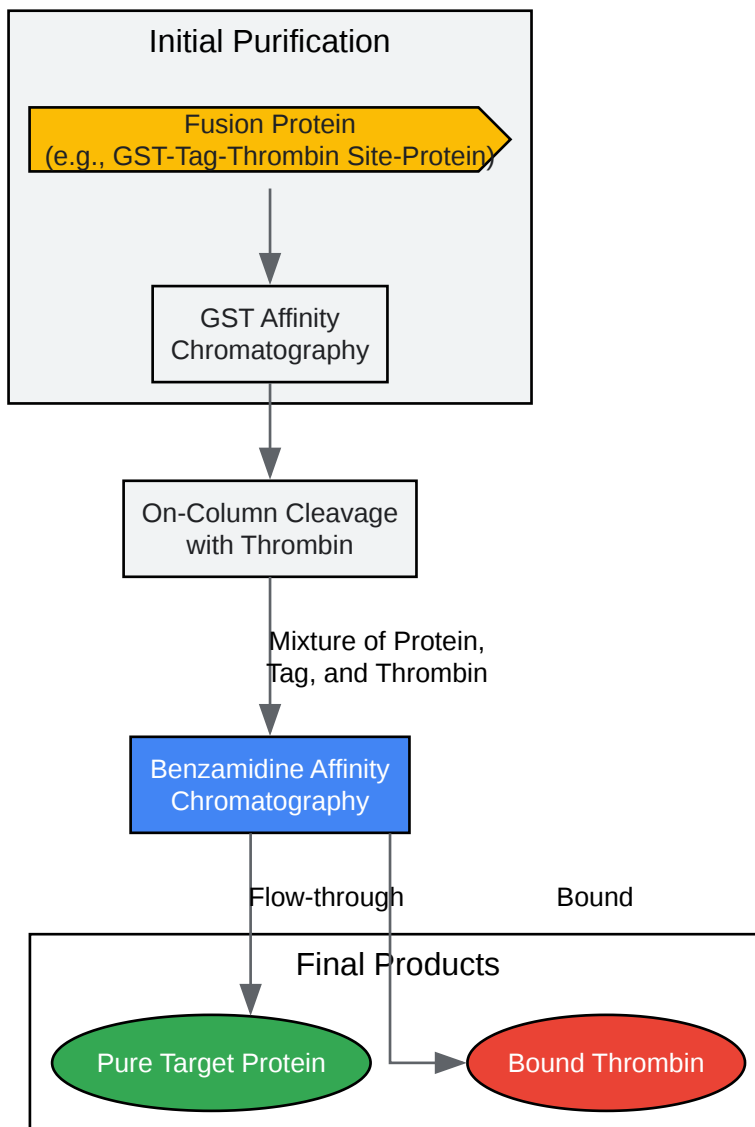 Initial Purification
Fusion Protein
(e.g., GST-Tag-Thrombin Site-Protein)
GST Affinity
Chromatography
On-Column Cleavage
with Thrombin
Mixture of Protein,
Tag, and Thrombin
Benzamidine Affinity
Chromatography
Flow-through
Bound
Final Products
Pure Target Protein
Bound Thrombin